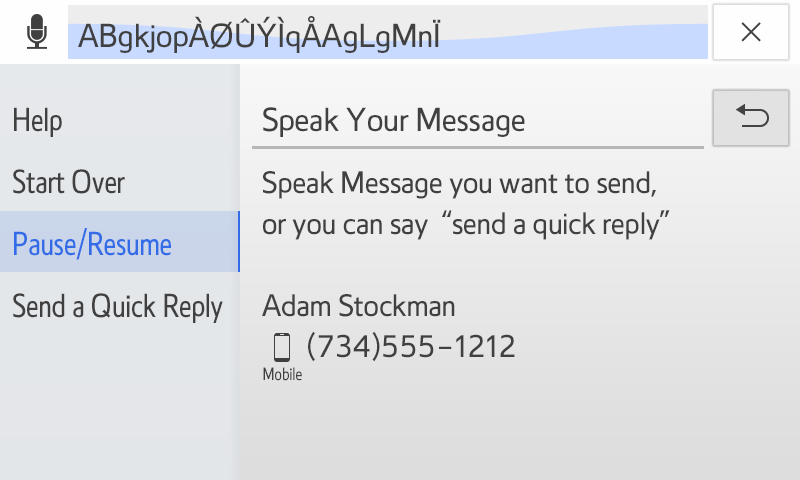 ABgkjopÀØÛÝÌqÅAgLgMnÏ
Speak Your Message
Help
Start Over
Pause/Resume
Send a Quick Reply
Speak Message you want to send,
or you can say “send a quick reply”
Adam Stockman
(734)555-1212
Mobile